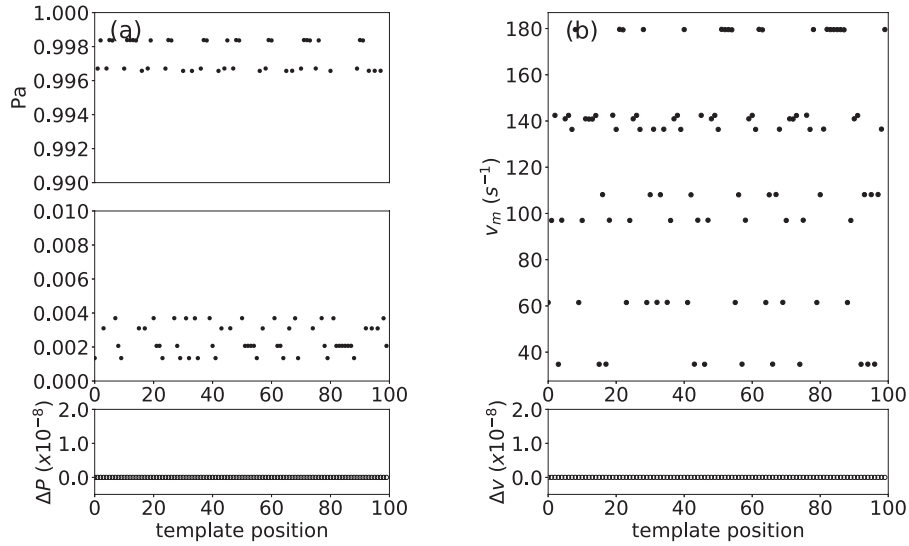 (a)
Pa
1.000
0.998
0.996
0.994
0.992
0.990
0.010
0.008
0.006
0.004
0.002
0.000
0 20 40 60 80 100
ΔP (x10⁻⁸)
2.0
1.0
0.0
0 20 40 60 80 100
template position
(b)
v_m (s⁻¹)
180
160
140
120
100
80
60
40
0 20 40 60 80 100
Δv (x10⁻⁸)
2.0
1.0
0.0
0 20 40 60 80 100
template position